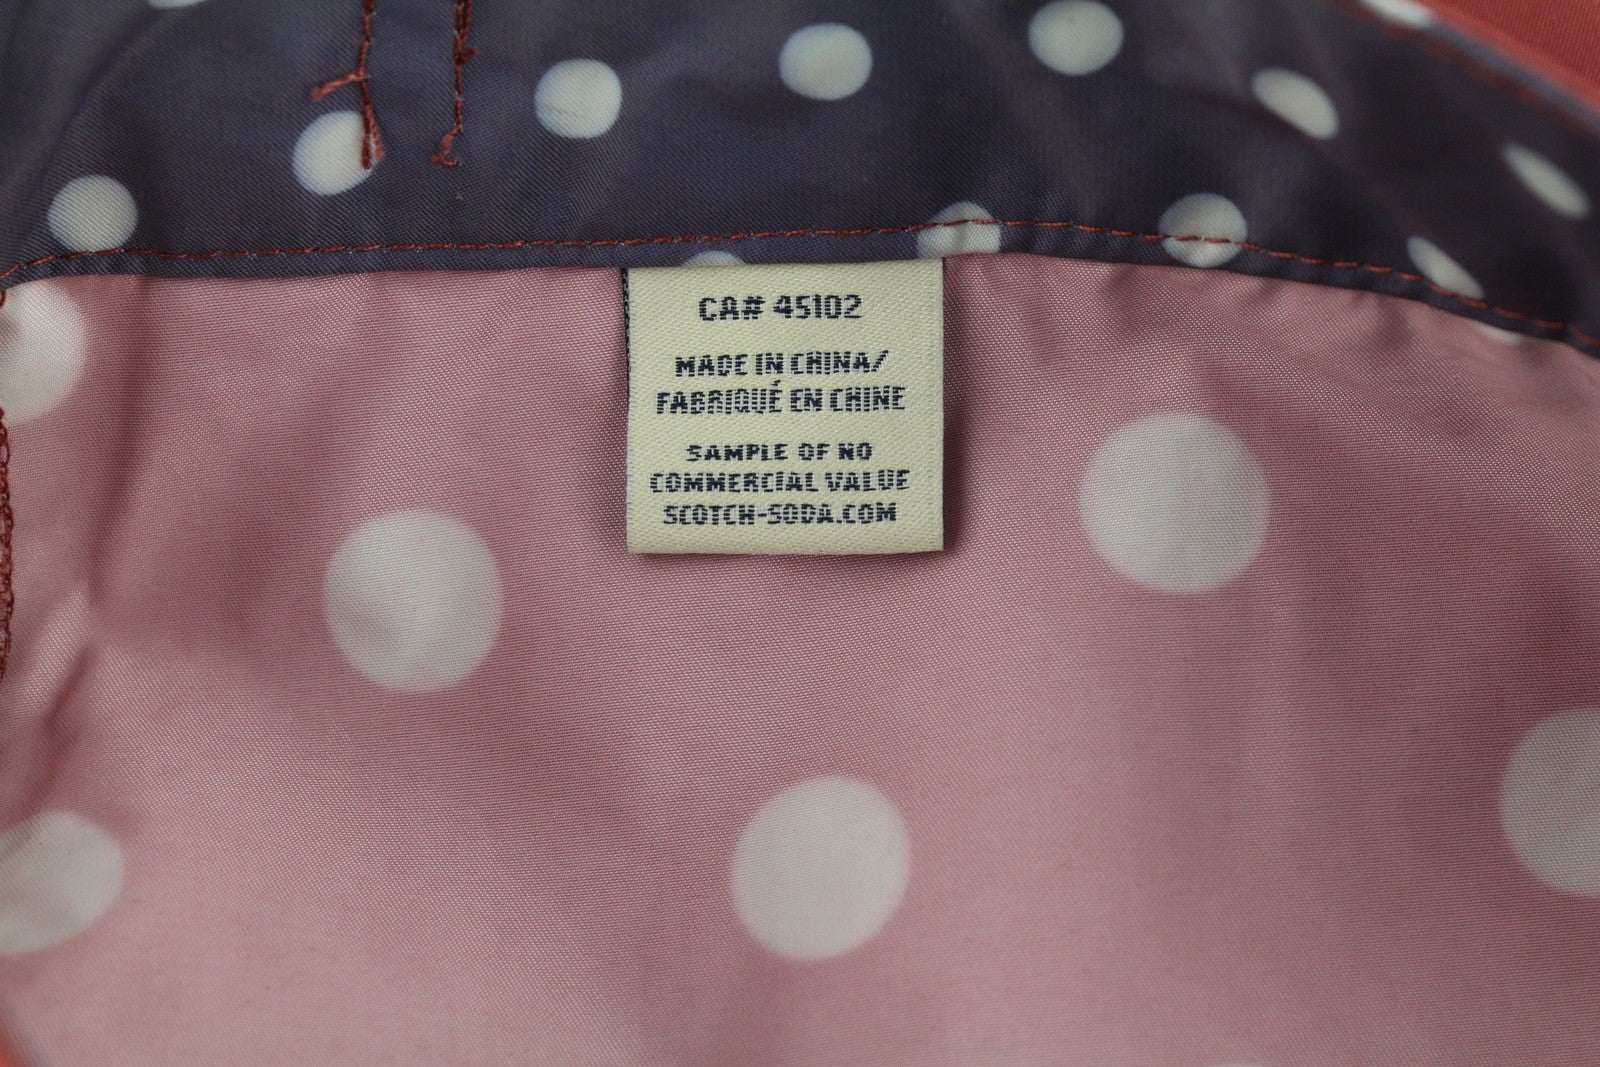 CA# 45102
MADE IN CHINA/
FABRIQUÉ EN CHINE
SAMPLE OF NO
COMMERCIAL VALUE
SCOTCH-SODA.COM